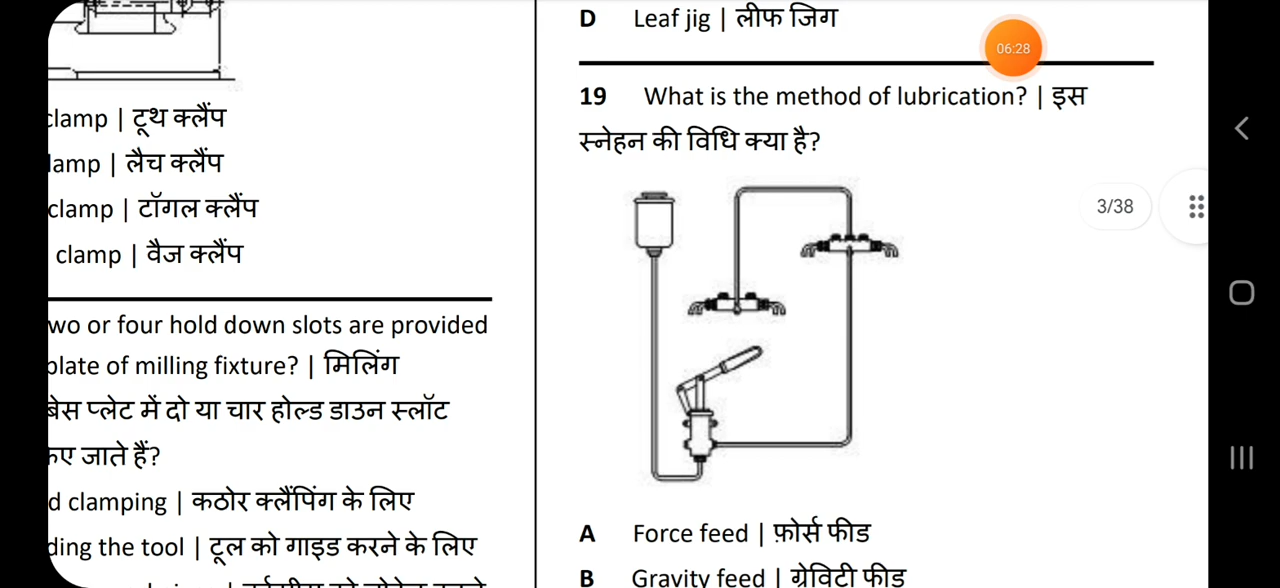 clamp | टूथ क्लैंप
lamp | लैच क्लैंप
clamp | टॉगल क्लैंप
clamp | वैज क्लैंप
wo or four hold down slots are provided
plate of milling fixture? | मिलिंग
बेस प्लेट में दो या चार होल्ड डाउन स्लॉट
किए जाते हैं?
d clamping | कठोर क्लैंपिंग के लिए
ding the tool | टूल को गाइड करने के लिए
D Leaf jig | लीफ जिग
06:28
19 What is the method of lubrication? | इस
स्नेहन की विधि क्या है?
3/38
A Force feed | फ़ोर्स फीड
B Gravity feed | ग्रेविटी फीड